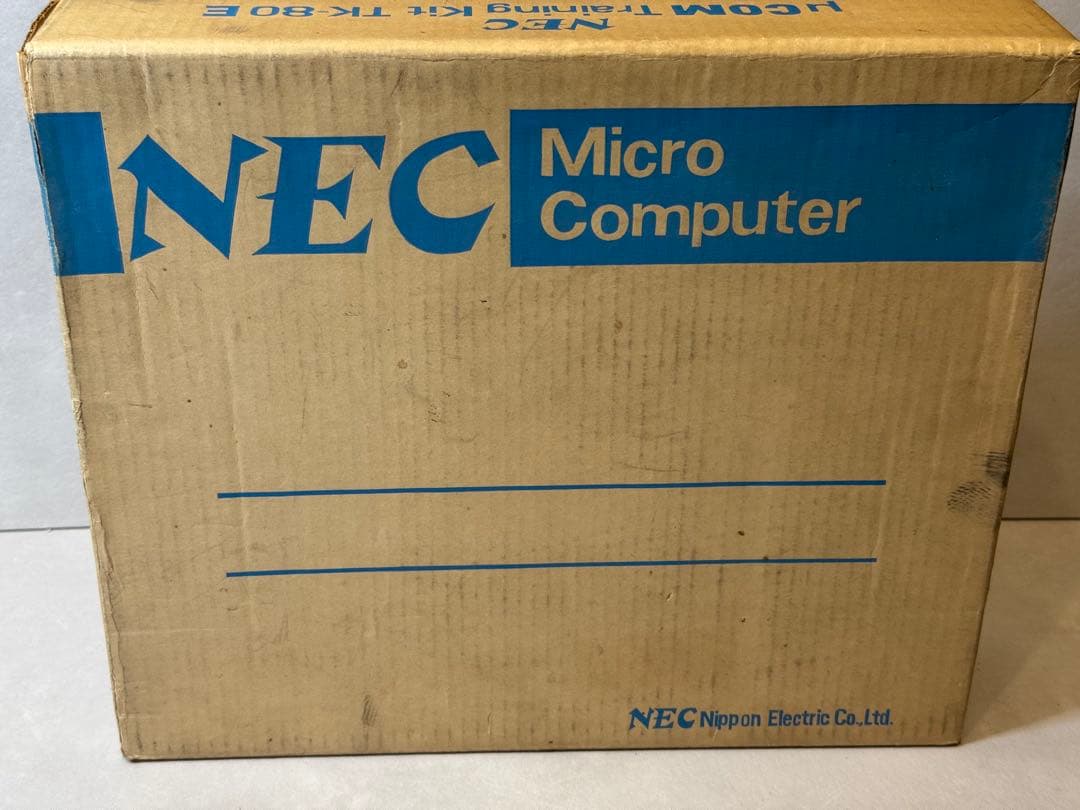 NEC
μCOM Training Kit TK-80E
NEC
Micro
Computer
NEC Nippon Electric Co.,Ltd.